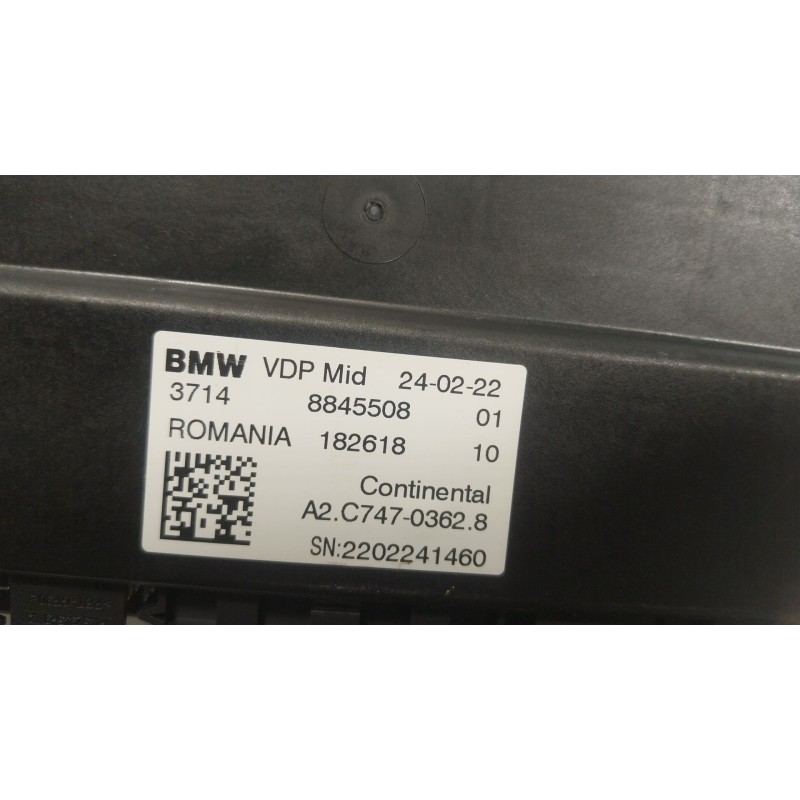 BMW VDP Mid 24-02-22
3714 8845508 01
ROMANIA 182618 10
Continental
A2.C747-0362.8
SN:2202241460